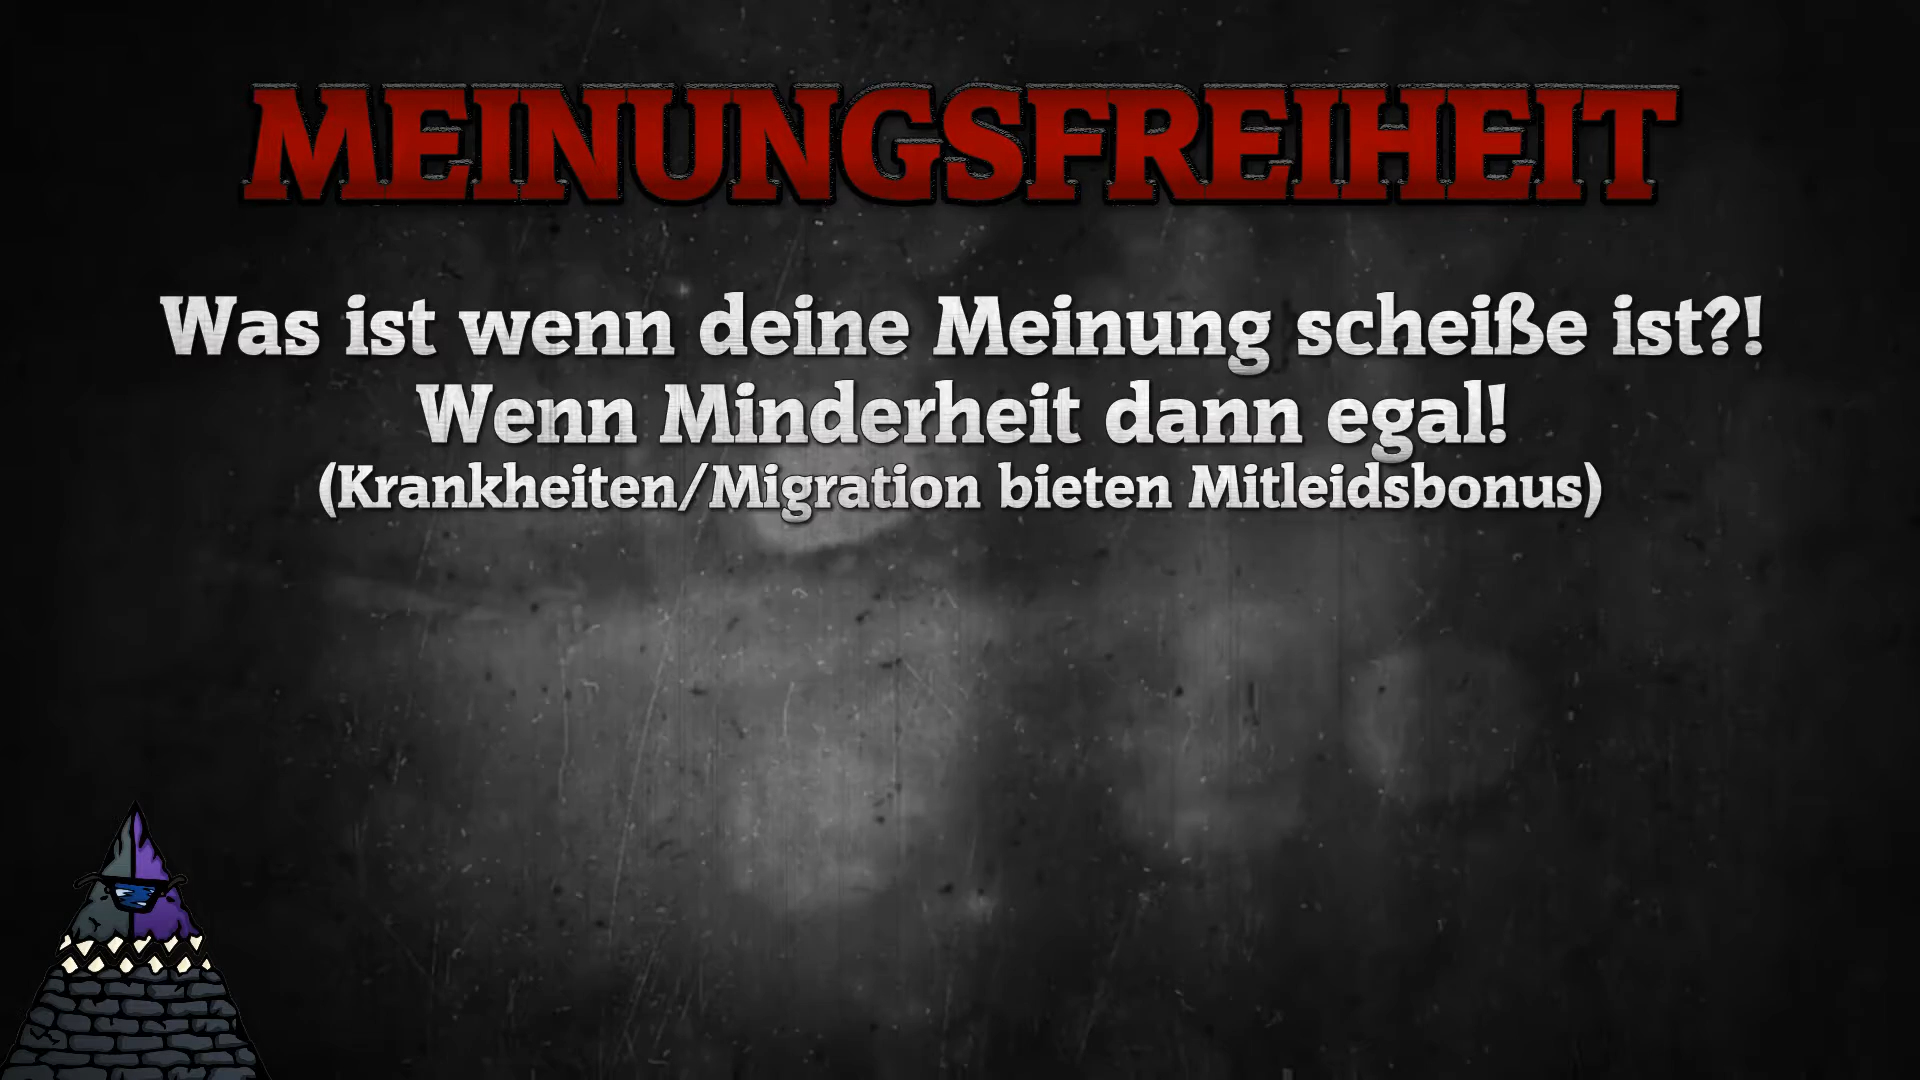 MEINUNGSFREIHEIT
Was ist wenn deine Meinung scheiße ist?!
Wenn Minderheit dann egal!
(Krankheiten/Migration bieten Mitleidsbonus)